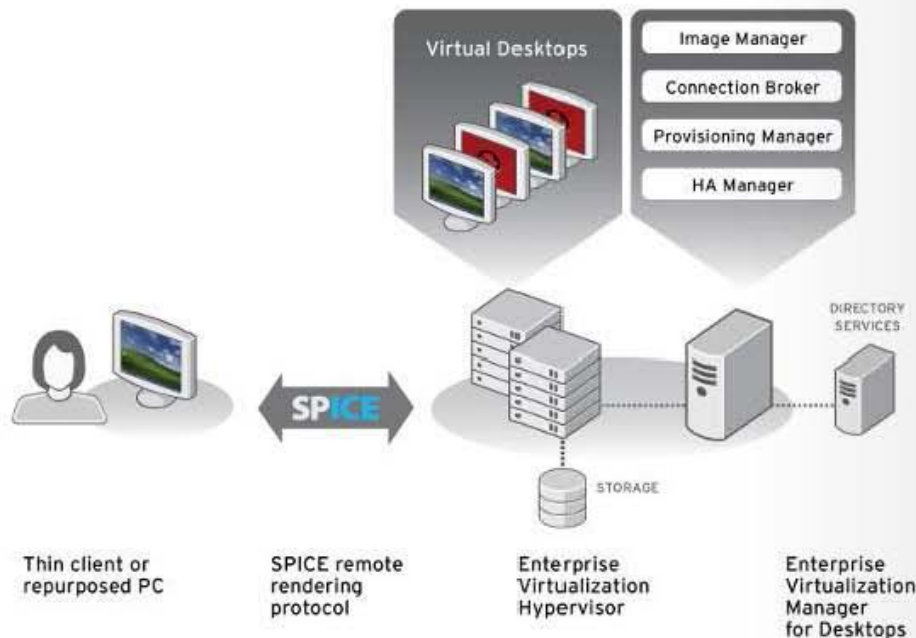 Virtual Desktops
Image Manager
Connection Broker
Provisioning Manager
HA Manager
DIRECTORY
SERVICES
SPICE
STORAGE
Thin client or
repurposed PC
SPICE remote
rendering
protocol
Enterprise
Virtualization
Hypervisor
Enterprise
Virtualization
Manager
for Desktops